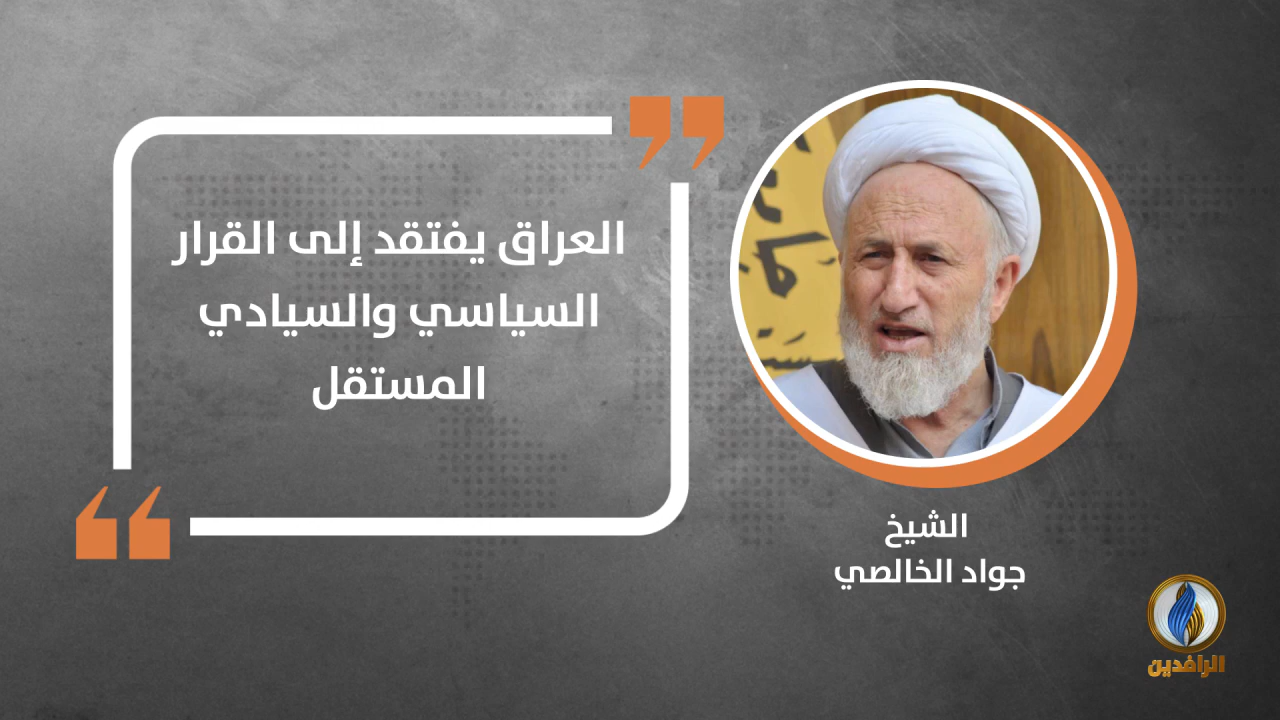 العراق يفتقد إلى القرار
السياسي والسيادي
المستقل
الشيخ
جواد الخالصي
الرافدين